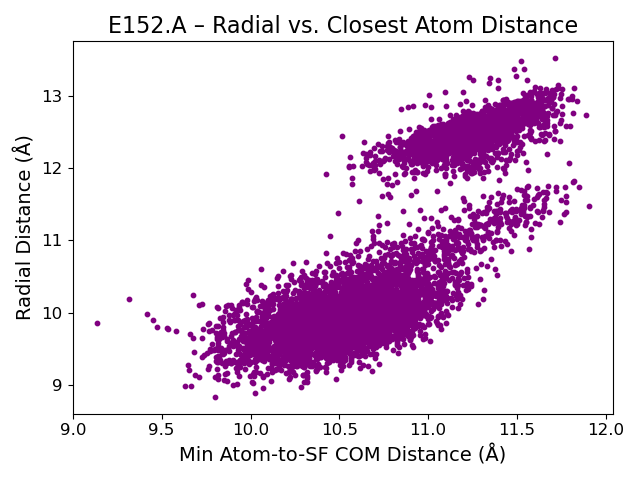 E152.A – Radial vs. Closest Atom Distance
Radial Distance (Å)
13
12
11
10
9
9.0 9.5 10.0 10.5 11.0 11.5 12.0
Min Atom-to-SF COM Distance (Å)